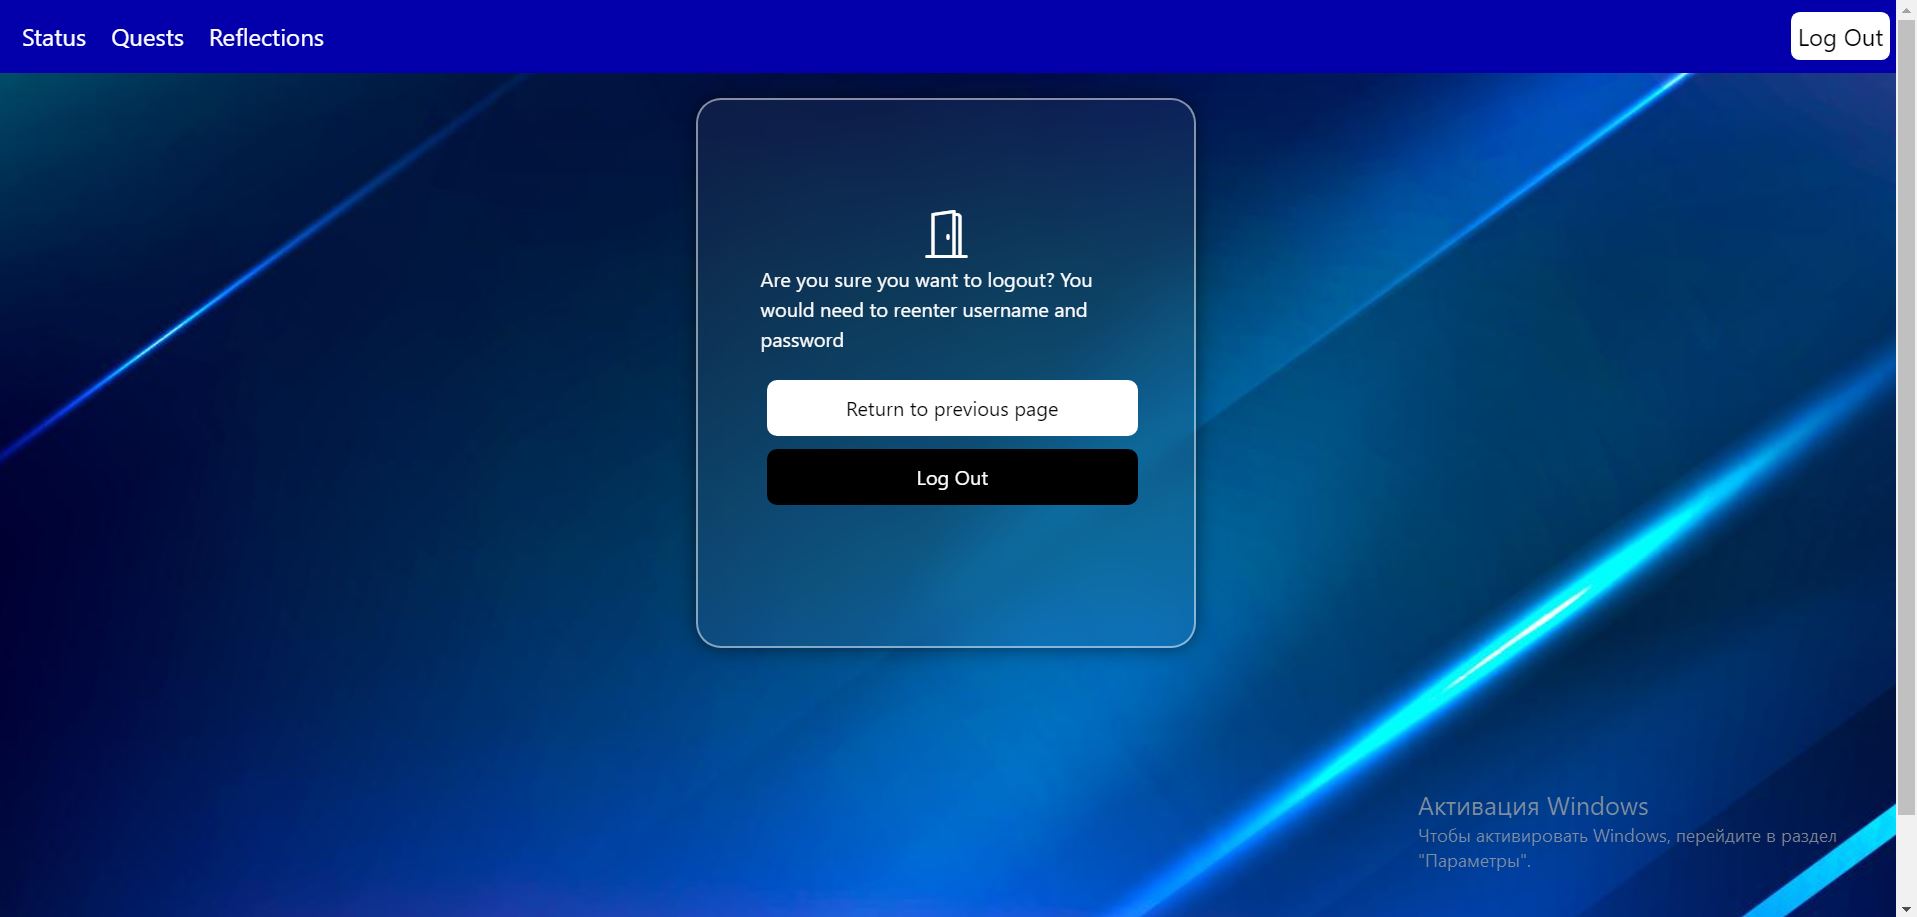 Status Quests Reflections Log Out
Are you sure you want to logout? You
would need to reenter username and
password
Return to previous page
Log Out
Активация Windows
Чтобы активировать Windows, перейдите в раздел
"Параметры".